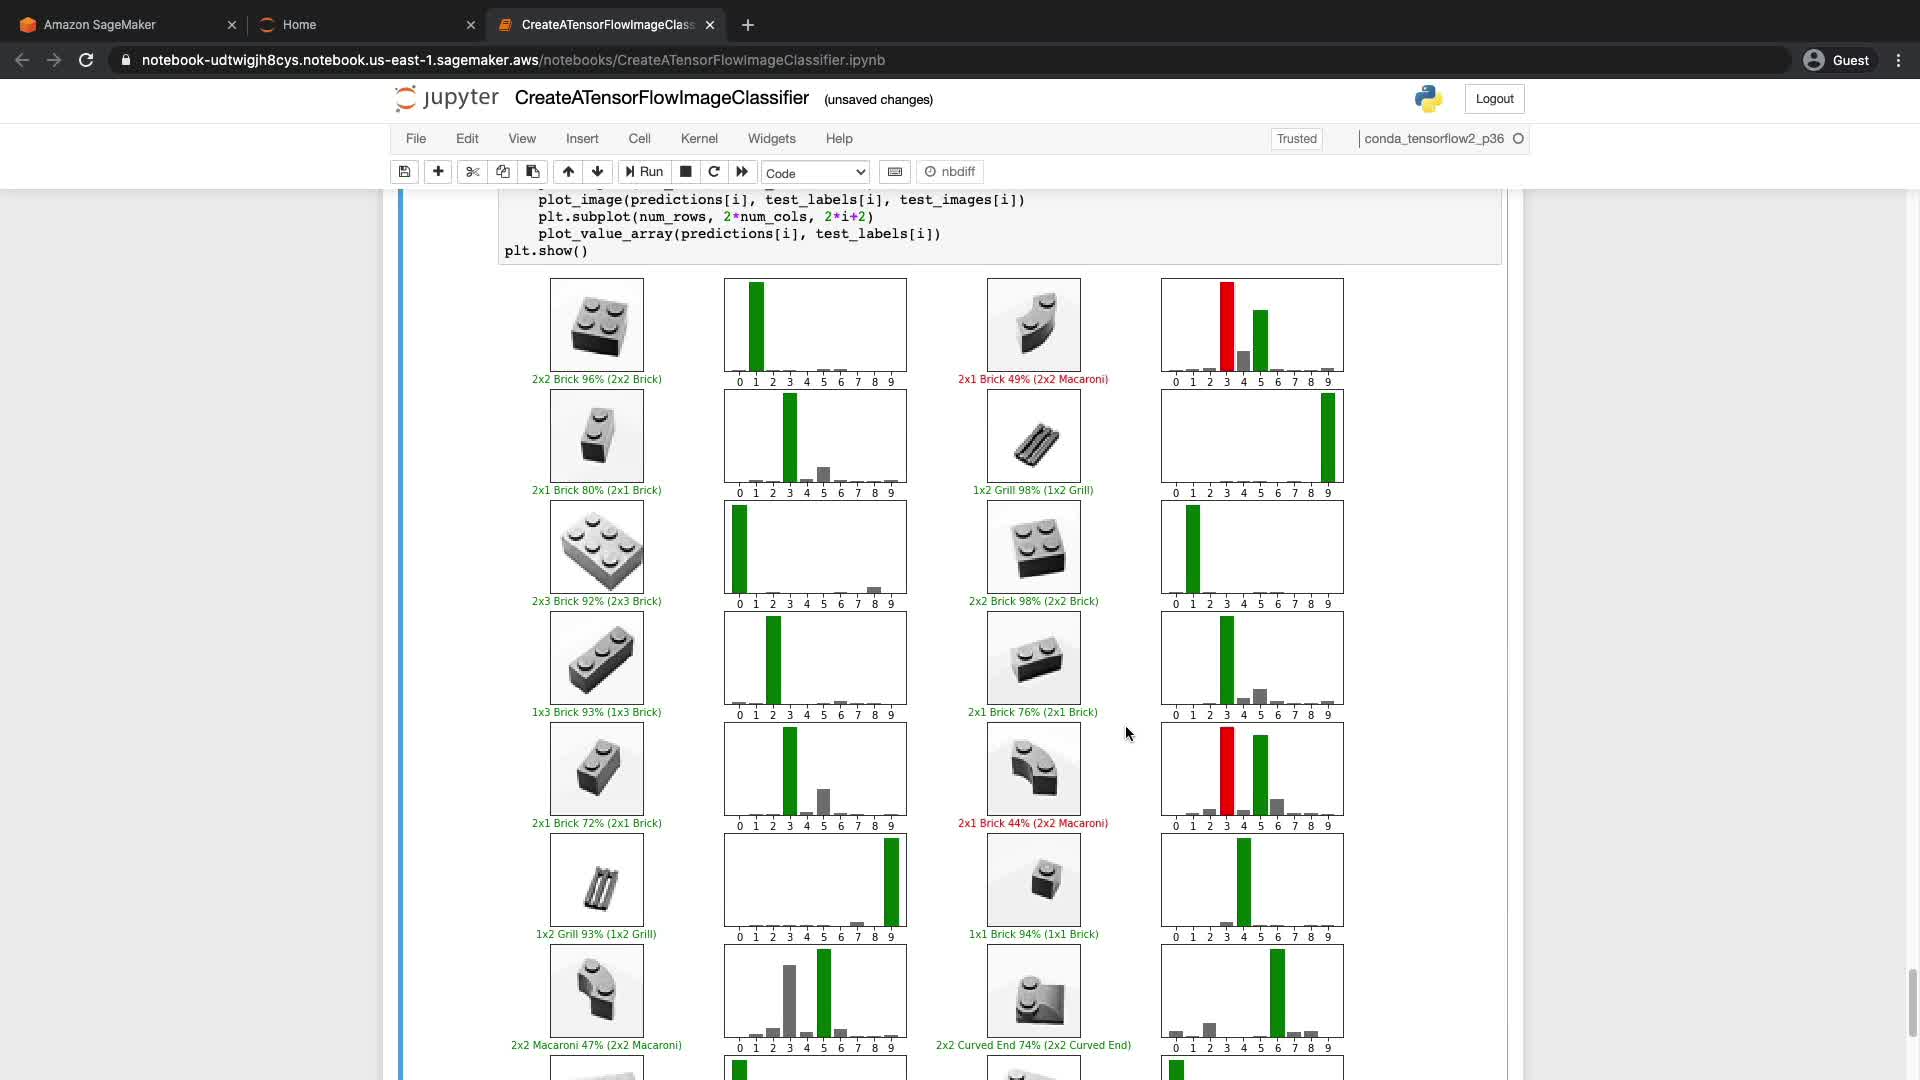 Amazon SageMaker
Home
CreateATensorFlowImageClass
notebook-udtwigjh8cys.notebook.us-east-1.sagemaker.aws/notebooks/CreateATensorFlowImageClassifier.ipynb
Guest
jupyter CreateATensorFlowImageClassifier (unsaved changes)
Logout
File Edit View Insert Cell Kernel Widgets Help
Trusted
conda_tensorflow2_p36
Run
Code
nbdiff
plot_image(predictions[i], test_labels[i], test_images[i])
plt.subplot(num_rows, 2*num_cols, 2*i+2)
plot_value_array(predictions[i], test_labels[i])
plt.show()
2x2 Brick 96% (2x2 Brick)
0 1 2 3 4 5 6 7 8 9
2x1 Brick 49% (2x2 Macaroni)
0 1 2 3 4 5 6 7 8 9
2x1 Brick 80% (2x1 Brick)
0 1 2 3 4 5 6 7 8 9
1x2 Grill 98% (1x2 Grill)
0 1 2 3 4 5 6 7 8 9
2x3 Brick 92% (2x3 Brick)
0 1 2 3 4 5 6 7 8 9
2x2 Brick 98% (2x2 Brick)
0 1 2 3 4 5 6 7 8 9
1x3 Brick 93% (1x3 Brick)
0 1 2 3 4 5 6 7 8 9
2x1 Brick 76% (2x1 Brick)
0 1 2 3 4 5 6 7 8 9
2x1 Brick 72% (2x1 Brick)
0 1 2 3 4 5 6 7 8 9
2x1 Brick 44% (2x2 Macaroni)
0 1 2 3 4 5 6 7 8 9
1x2 Grill 93% (1x2 Grill)
0 1 2 3 4 5 6 7 8 9
1x1 Brick 94% (1x1 Brick)
0 1 2 3 4 5 6 7 8 9
2x2 Macaroni 47% (2x2 Macaroni)
0 1 2 3 4 5 6 7 8 9
2x2 Curved End 74% (2x2 Curved End)
0 1 2 3 4 5 6 7 8 9